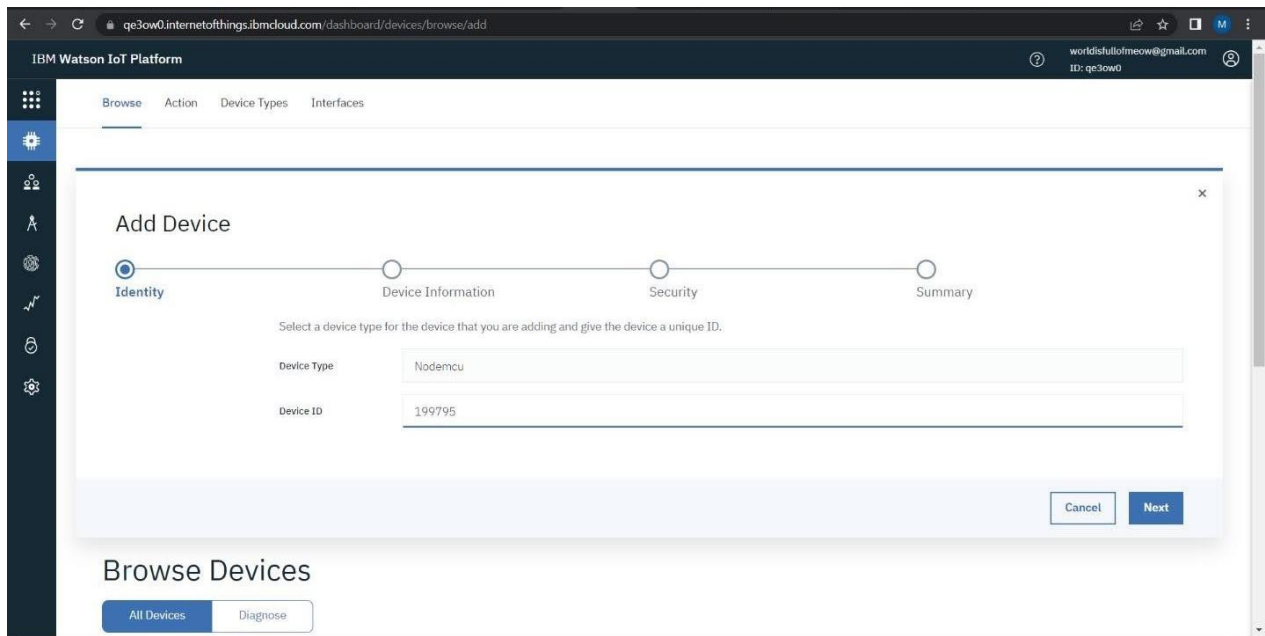 qe3ow0.internetofthings.ibmcloud.com/dashboard/devices/browse/add
M
IBM Watson IoT Platform
worldisfullofmeow@gmail.com
ID: qe3ow0
Browse Action Device Types Interfaces
Add Device
Identity Device Information Security Summary
Select a device type for the device that you are adding and give the device a unique ID.
Device Type Nodemcu
Device ID 199795
Cancel Next
Browse Devices
All Devices Diagnose